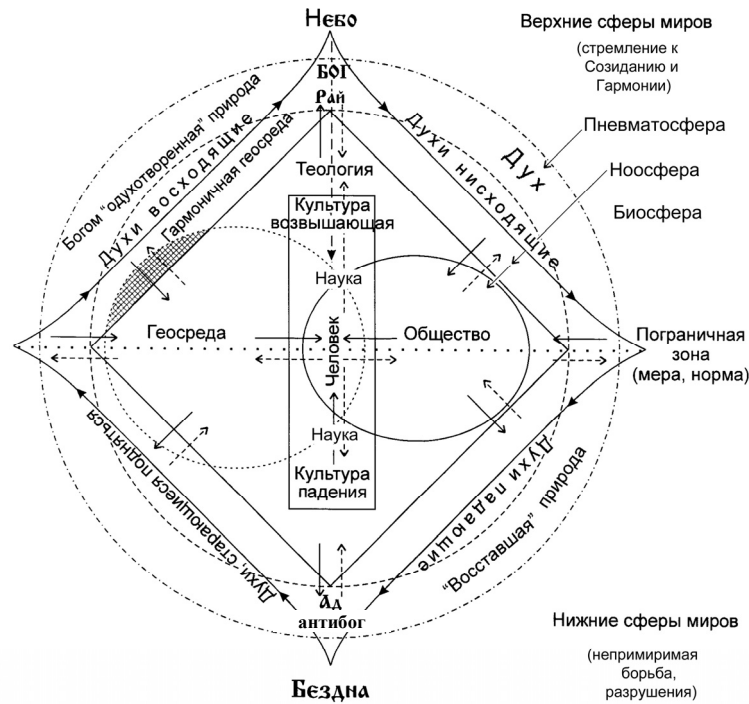 Небо
Верхние сферы миров
(стремление к
Созиданию и
Гармонии)
БОГ
Рай
Богом "одухотворенная" природа
Духи восходящие
Гармоничная геосреда
Духи нисходящие
Дух
Пневматосфера
Ноосфера
Биосфера
Теология
Культура
возвышающая
Наука
Геосреда
Человек
Общество
Пограничная
зона
(мера, норма)
Наука
Культура
падения
Духи, старающиеся подняться
Духи падающие
"Восставшая" природа
Ад
антибог
Бездна
Нижние сферы миров
(непримиримая
борьба,
разрушения)